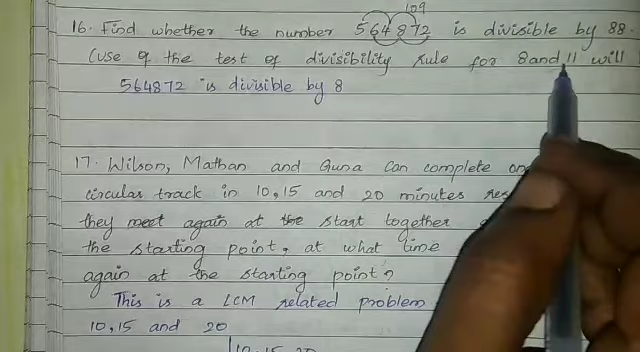 109
16. Find whether the number 564872 is divisible by 88.
(use of the test of divisibility rule for 8 and 11 will
564872 is divisible by 8
17. Wilson, Mathan and Guna can complete
circular track in 10, 15 and 20 minutes
they meet again at the start together
the starting point, at what time
again at the starting point?
This is a LCM related problem
10, 15 and 20
10, 15, 20